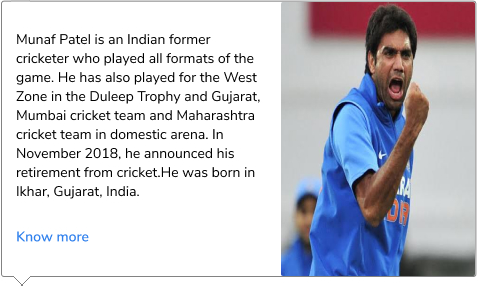 Munaf Patel is an Indian former
cricketer who played all formats of the
game. He has also played for the West
Zone in the Duleep Trophy and Gujarat,
Mumbai cricket team and Maharashtra
cricket team in domestic arena. In
November 2018, he announced his
retirement from cricket.He was born in
Ikhar, Gujarat, India.
Know more